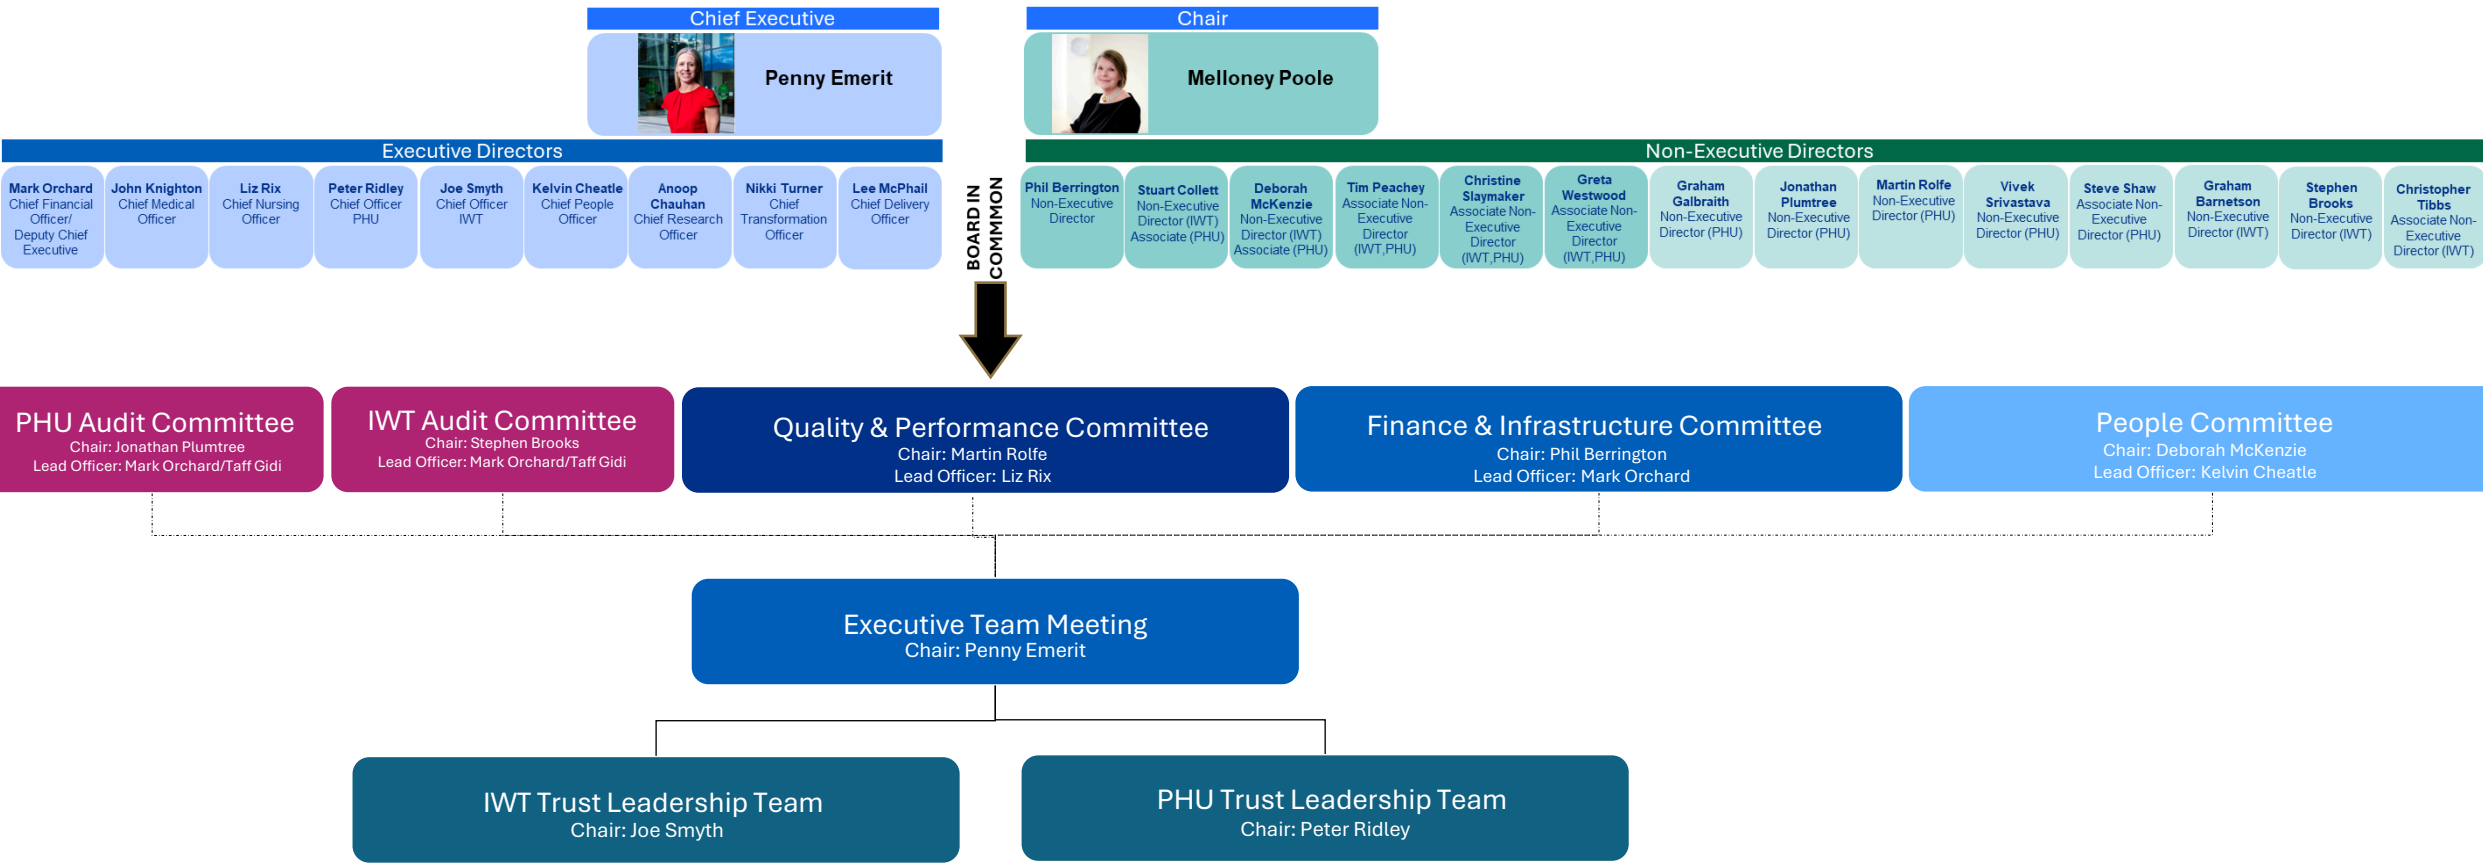 Chief Executive
Penny Emerit
Chair
Melloney Poole
Executive Directors
Mark Orchard
Chief Financial
Officer/
Deputy Chief
Executive
John Knighton
Chief Medical
Officer
Liz Rix
Chief Nursing
Officer
Peter Ridley
Chief Officer
PHU
Joe Smyth
Chief Officer
IWT
Kelvin Cheatle
Chief People
Officer
Anoop
Chauhan
Chief Research
Officer
Nikki Turner
Chief
Transformation
Officer
Lee McPhail
Chief Delivery
Officer
BOARD IN
COMMMON
Non-Executive Directors
Phil Berrington
Non-Executive
Director
Stuart Collett
Non-Executive
Director (IWT)
Associate (PHU)
Deborah
McKenzie
Non-Executive
Director (IWT)
Associate (PHU)
Tim Peachey
Associate Non-
Executive
Director
(IWT,PHU)
Christine
Slaymaker
Associate Non-
Executive
Director
(IWT,PHU)
Greta
Westwood
Associate Non-
Executive
Director
(IWT,PHU)
Graham
Galbraith
Non-Executive
Director (PHU)
Jonathan
Plumtree
Non-Executive
Director (PHU)
Martin Rolfe
Non-Executive
Director (PHU)
Vivek
Srivastava
Non-Executive
Director (PHU)
Steve Shaw
Associate Non-
Executive
Director (PHU)
Graham
Barnetson
Non-Executive
Director (IWT)
Stephen
Brooks
Non-Executive
Director (IWT)
Christopher
Tibbs
Associate Non-
Executive
Director (IWT)
PHU Audit Committee
Chair: Jonathan Plumtree
Lead Officer: Mark Orchard/Taff Gidi
IWT Audit Committee
Chair: Stephen Brooks
Lead Officer: Mark Orchard/Taff Gidi
Quality & Performance Committee
Chair: Martin Rolfe
Lead Officer: Liz Rix
Finance & Infrastructure Committee
Chair: Phil Berrington
Lead Officer: Mark Orchard
People Committee
Chair: Deborah McKenzie
Lead Officer: Kelvin Cheatle
Executive Team Meeting
Chair: Penny Emerit
IWT Trust Leadership Team
Chair: Joe Smyth
PHU Trust Leadership Team
Chair: Peter Ridley